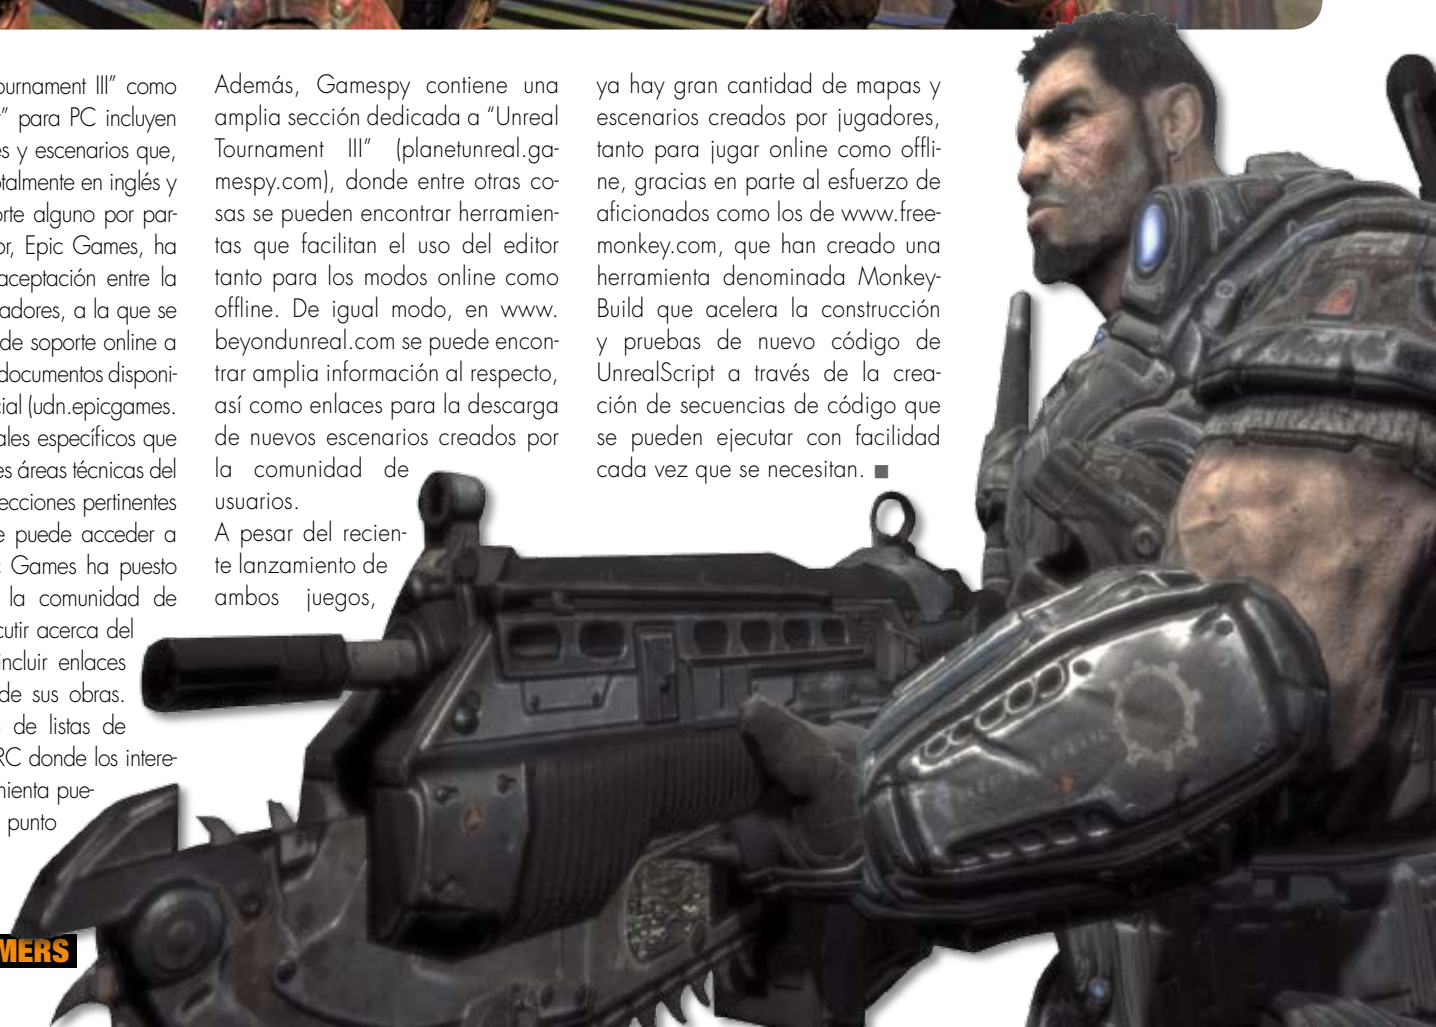 ournament III” como
” para PC incluyen
s y escenarios que,
otalmente en inglés y
orte alguno por par-
or, Epic Games, ha
aceptación entre la
adores, a la que se
de soporte online a
documentos disponi-
cial (udn.epicgames.
ales específicos que
es áreas técnicas del
ecciones pertinentes
e puede acceder a
c Games ha puesto
la comunidad de
cutir acerca del
incluir enlaces
de sus obras.
n de listas de
RC donde los intere-
mienta pue-
punto
Además, Gamespy contiene una
amplia sección dedicada a “Unreal
Tournament III” (planetunreal.ga-
mespy.com), donde entre otras co-
sas se pueden encontrar herramien-
tas que facilitan el uso del editor
tanto para los modos online como
offline. De igual modo, en www.
beyondunreal.com se puede encon-
trar amplia información al respecto,
así como enlaces para la descarga
de nuevos escenarios creados por
la comunidad de
usuarios.
A pesar del recien-
te lanzamiento de
ambos juegos,
ya hay gran cantidad de mapas y
escenarios creados por jugadores,
tanto para jugar online como offli-
ne, gracias en parte al esfuerzo de
aficionados como los de www.free-
monkey.com, que han creado una
herramienta denominada Monkey-
Build que acelera la construcción
y pruebas de nuevo código de
UnrealScript a través de la crea-
ción de secuencias de código que
se pueden ejecutar con facilidad
cada vez que se necesitan. ■
MERS